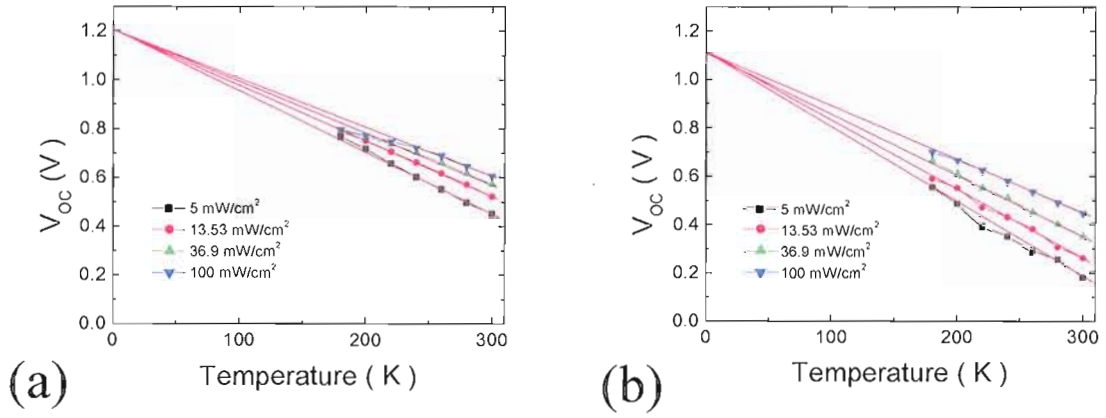 1.2
1.0
0.8
0.6
0.4
0.2
0.0
V_OC ( V )
5 mW/cm²
13.53 mW/cm²
36.9 mW/cm²
100 mW/cm²
0 100 200 300
Temperature ( K )
(a)
1.2
1.0
0.8
0.6
0.4
0.2
0.0
V_OC ( V )
5 mW/cm²
13.53 mW/cm²
36.9 mW/cm²
100 mW/cm²
0 100 200 300
Temperature ( K )
(b)